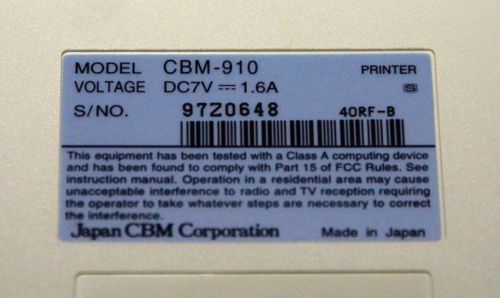 MODEL CBM-910 PRINTER
VOLTAGE DC7V ⎓ 1.6A S
S/NO. 97Z0648 40RF-B
This equipment has been tested with a Class A computing device
and has been found to comply with Part 15 of FCC Rules. See
instruction manual. Operation in a residential area may cause
unacceptable interference to radio and TV reception requiring
the operator to take whatever steps are necessary to correct
the interference.
Japan CBM Corporation Made in Japan